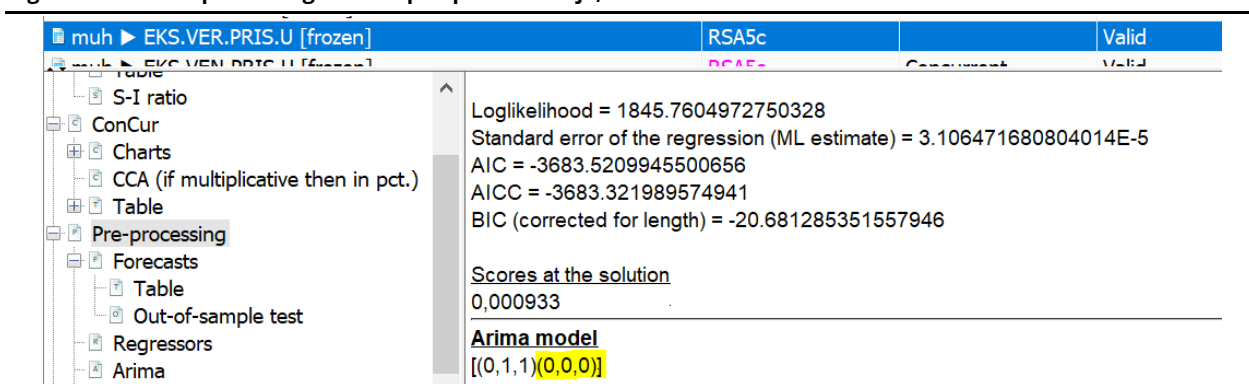 muh ▶ EKS.VER.PRIS.U [frozen] RSA5c Valid
S-I ratio
ConCur
Charts
CCA (if multiplicative then in pct.)
Table
Pre-processing
Forecasts
Table
Out-of-sample test
Regressors
Arima
Loglikelihood = 1845.7604972750328
Standard error of the regression (ML estimate) = 3.106471680804014E-5
AIC = -3683.5209945500656
AICC = -3683.321989574941
BIC (corrected for length) = -20.681285351557946
Scores at the solution
0,000933
Arima model
[(0,1,1)(0,0,0)]